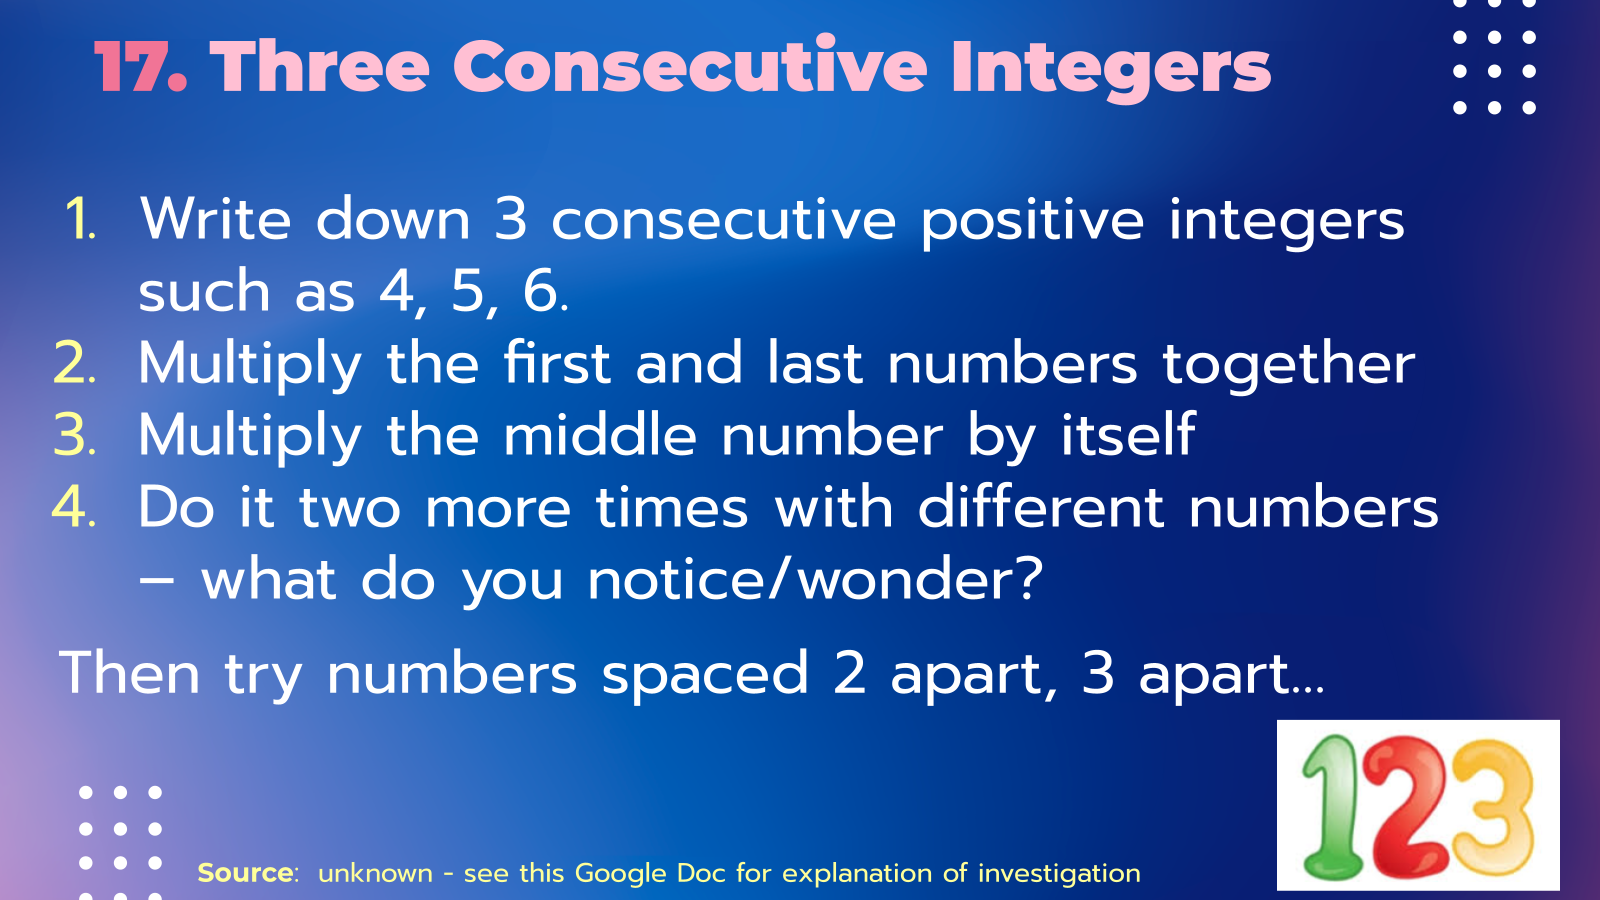 17. Three Consecutive Integers
1. Write down 3 consecutive positive integers
such as 4, 5, 6.
2. Multiply the first and last numbers together
3. Multiply the middle number by itself
4. Do it two more times with different numbers
– what do you notice/wonder?
Then try numbers spaced 2 apart, 3 apart...
123
Source: unknown - see this Google Doc for explanation of investigation